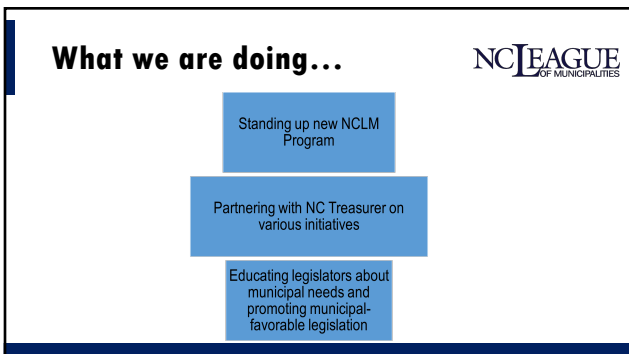 What we are doing...
NCLEAGUE
OF MUNICIPALITIES
Standing up new NCLM
Program
Partnering with NC Treasurer on
various initiatives
Educating legislators about
municipal needs and
promoting municipal-
favorable legislation